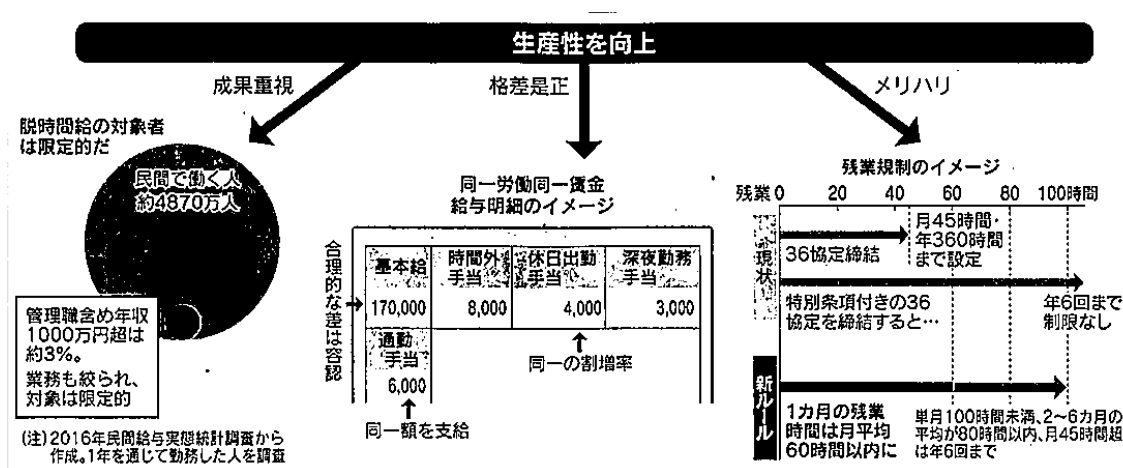 生産性を向上
成果重視
格差是正
メリハリ
脱時間給の対象者
は限定的だ
民間で働く人
約4870万人
管理職含め年収
1000万円超は
約3%。
業務も絞られ、
対象は限定的
(注)2016年民間給与実態統計調査から
作成。1年を通じて勤務した人を調査
同一労働同一賃金
給与明細のイメージ
合理的な差は容認
基本給
時間外
手当
休日出勤
手当
深夜勤務
手当
170,000
8,000
4,000
3,000
通勤
手当
6,000
同一の割増率
同一額を支給
残業規制のイメージ
残業 0 20 40 60 80 100時間
現状
36協定締結
月45時間・
年360時間
まで設定
特別条項付きの36
協定を締結すると…
年6回まで
制限なし
新ルール
1カ月の残業
時間は月平均
60時間以内に
単月100時間未満、2~6カ月の
平均が80時間以内、月45時間超
は年6回まで